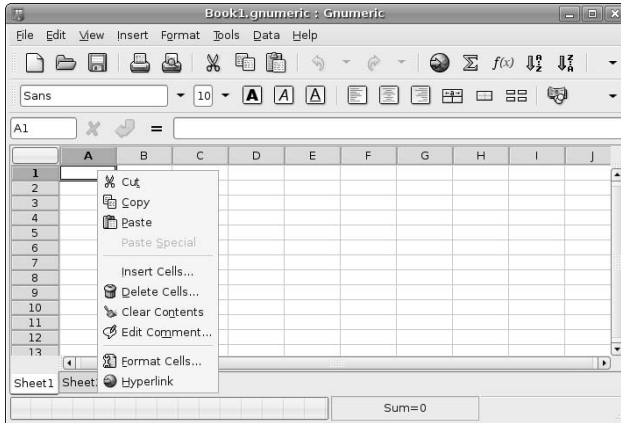 Book1.gnumeric : Gnumeric
File Edit View Insert Format Tools Data Help
f(x)
Sans 10 A A A
A1 =
A B C D E F G H I J
1
2
3
4
5
6
7
8
9
10
11
12
13
Cut
Copy
Paste
Paste Special
Insert Cells...
Delete Cells...
Clear Contents
Edit Comment...
Format Cells...
Hyperlink
Sheet1 Sheet
Sum=0